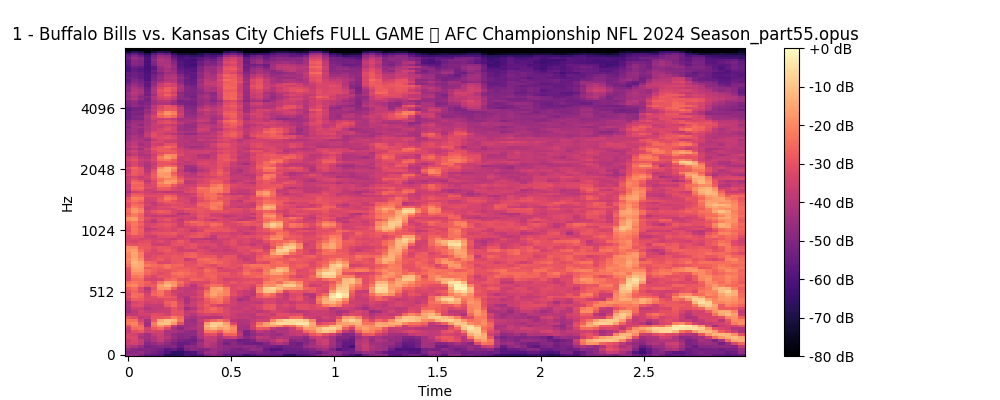 1 - Buffalo Bills vs. Kansas City Chiefs FULL GAME ▯ AFC Championship NFL 2024 Season_part55.opus
+0 dB
-10 dB
-20 dB
-30 dB
-40 dB
-50 dB
-60 dB
-70 dB
-80 dB
4096
2048
1024
512
0
Hz
0
0.5
1
1.5
2
2.5
Time